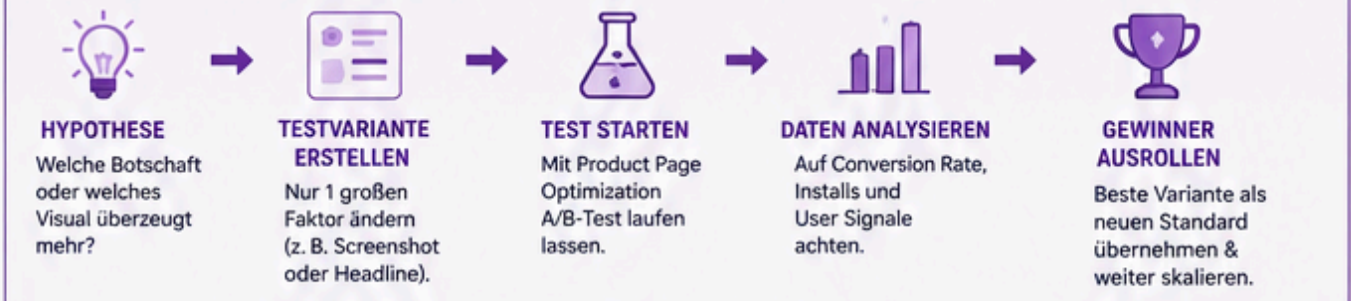 HYPOTHESE
Welche Botschaft
oder welches
Visual überzeugt
mehr?
TESTVARIANTE
ERSTELLEN
Nur 1 großen
Faktor ändern
(z. B. Screenshot
oder Headline).
TEST STARTEN
Mit Product Page
Optimization
A/B-Test laufen
lassen.
DATEN ANALYSIEREN
Auf Conversion Rate,
Installs und
User Signale
achten.
GEWINNER
AUSROLLEN
Beste Variante als
neuen Standard
übernehmen &
weiter skalieren.